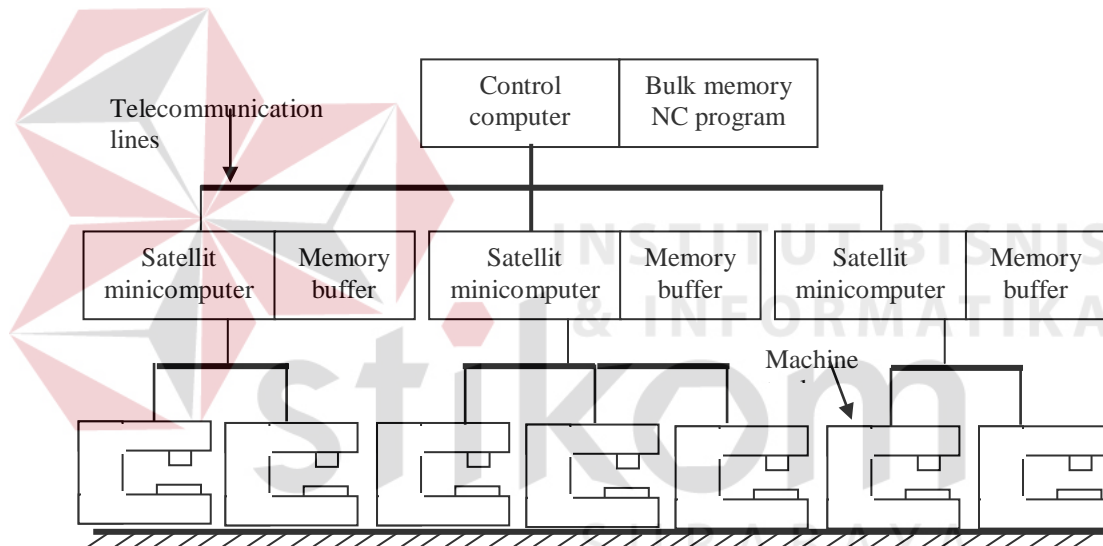 Control
computer
Bulk memory
NC program
Telecommunication
lines
Satellit
minicomputer
Memory
buffer
Satellit
minicomputer
Memory
buffer
Satellit
minicomputer
Memory
buffer
Machine
INSTITUT BISNIS
& INFORMATIKA
stikom
SURABAYA